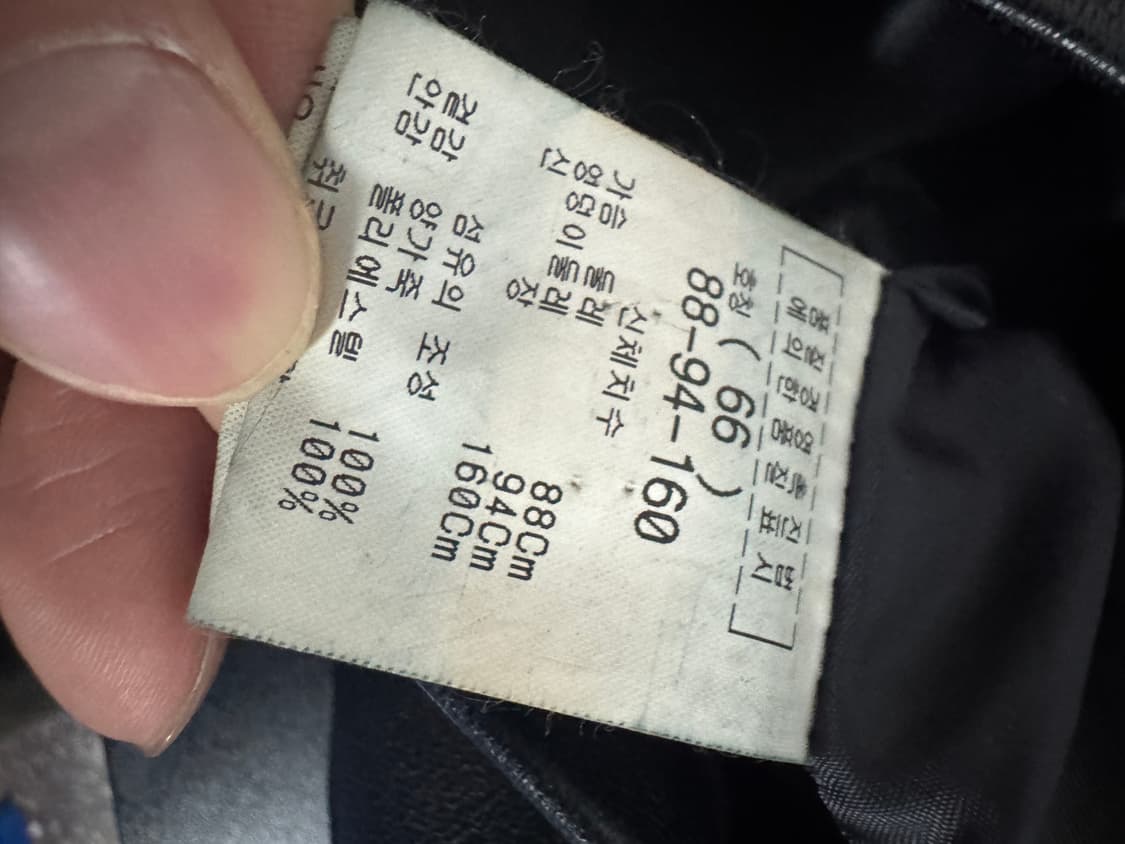 품질경영촉진법
에의한품질표시
호칭 ( 66 )
88-94-160
신체치수
가슴 둘레 88Cm
엉덩이둘레 94Cm
신 장 160Cm
섬유의 조성
겉감 양가죽 100%
안감 폴리에스텔 100%